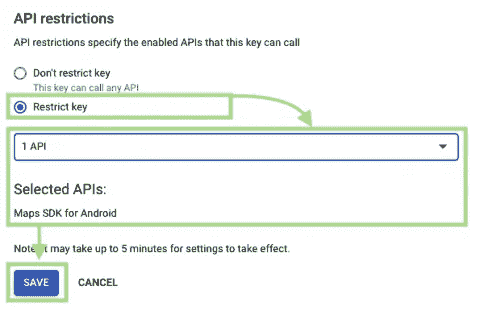 API restrictions
API restrictions specify the enabled APIs that this key can call
Don't restrict key
This key can call any API
Restrict key
1 API
Selected APIs:
Maps SDK for Android
Note: It may take up to 5 minutes for settings to take effect.
SAVE CANCEL